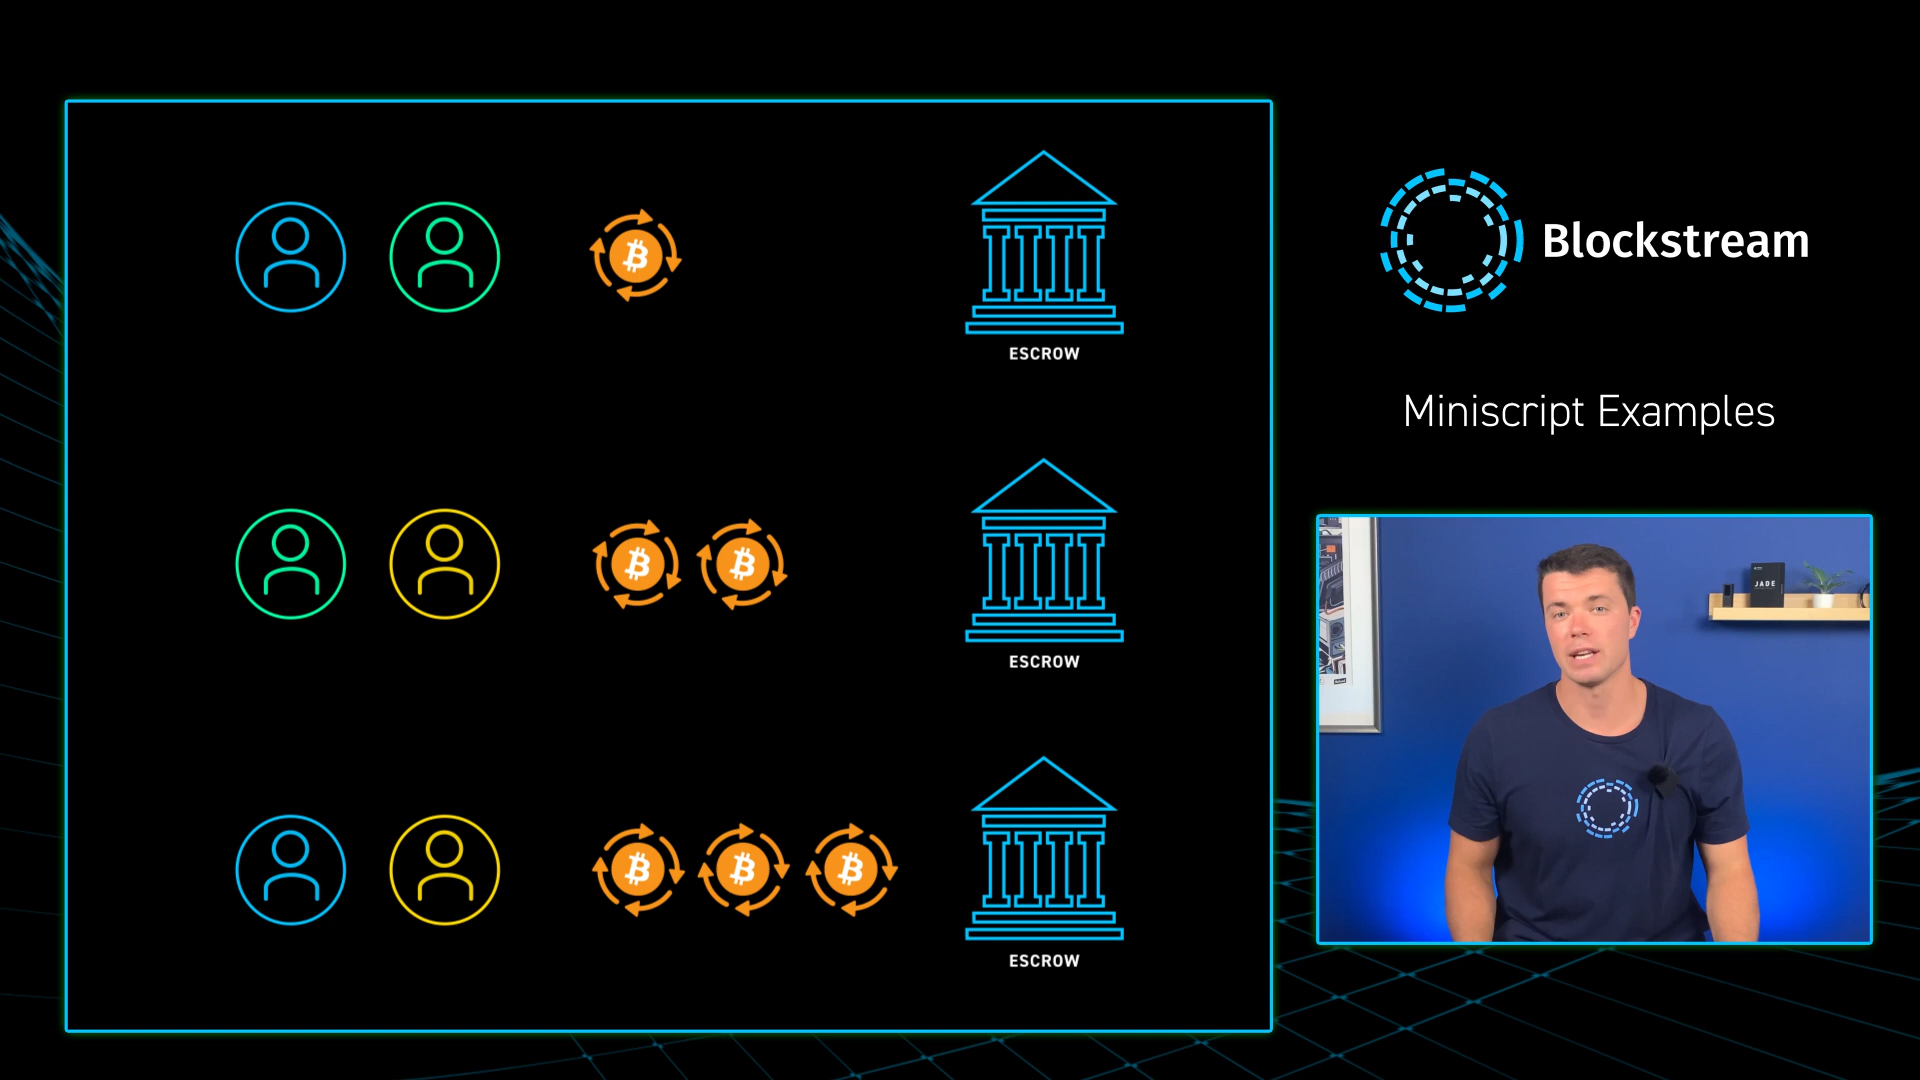 ESCROW
ESCROW
ESCROW
Blockstream
Miniscript Examples
JADE